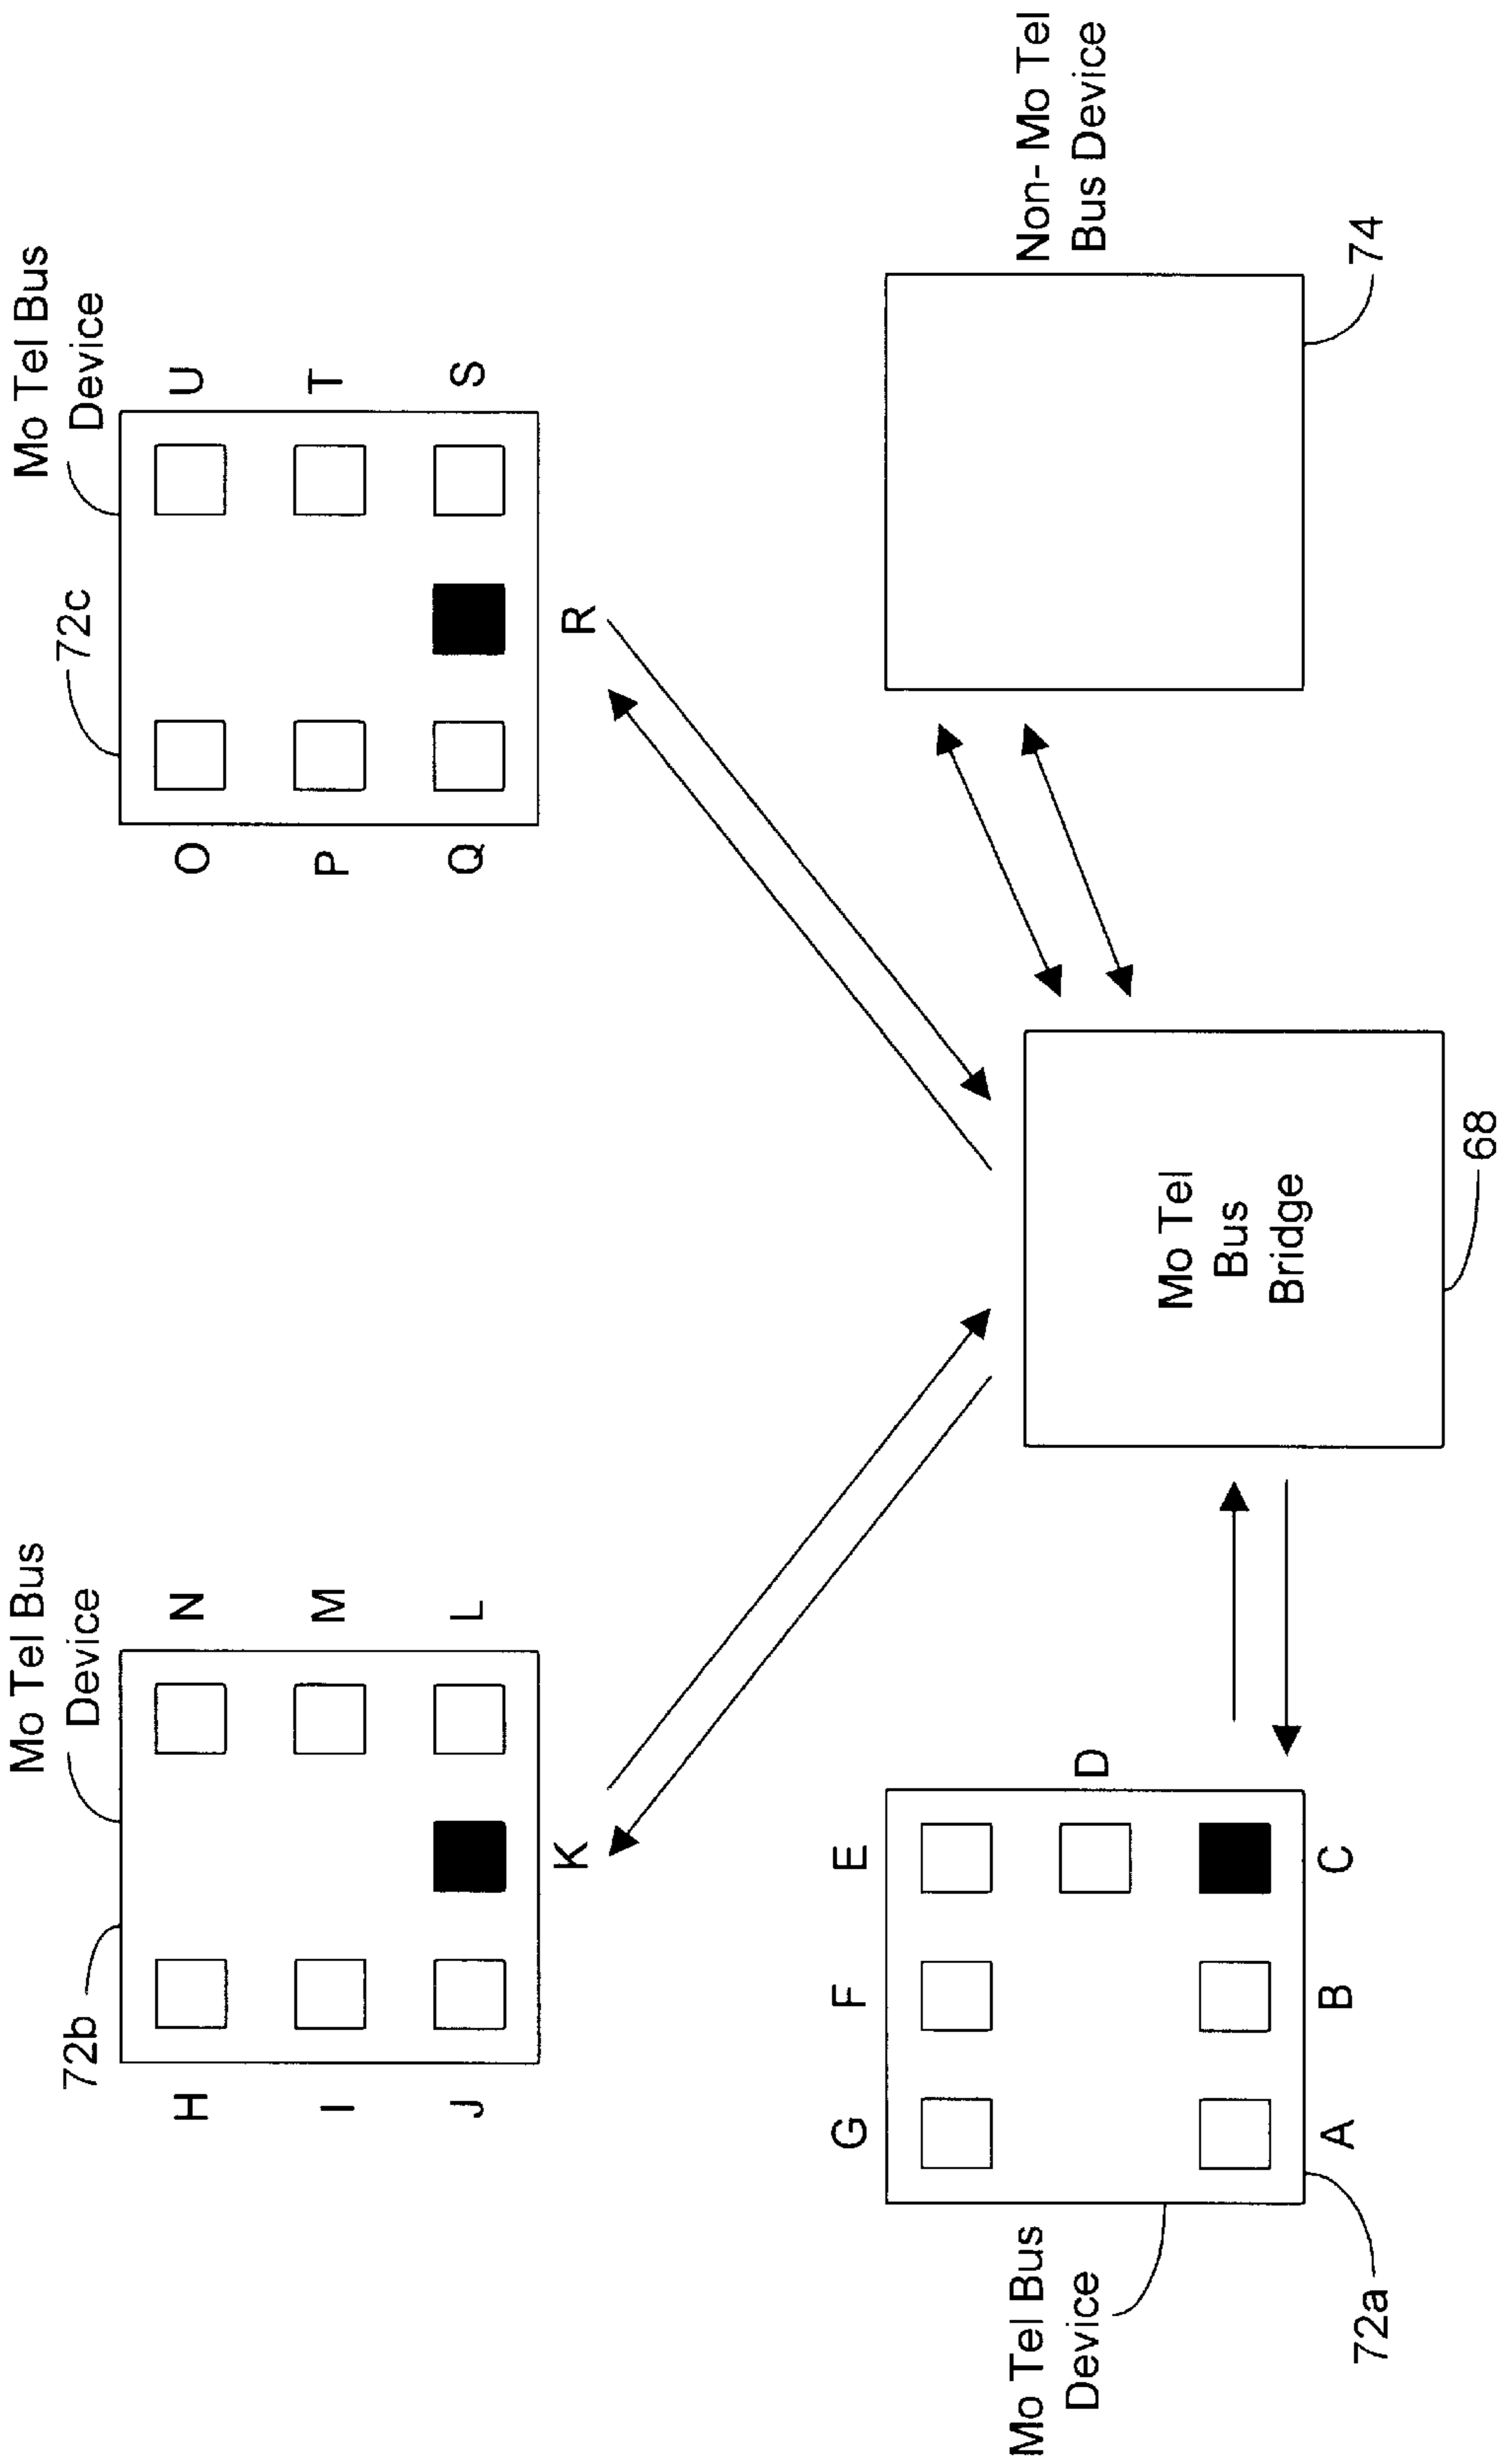 Mo Tel Bus
Device
72b
H
I
J
K
L
M
N
Mo Tel Bus
Device
72c
O
P
Q
R
S
T
U
Mo Tel Bus
Device
72a
G
F
E
D
A
B
C
Mo Tel
Bus
Bridge
68
Non- Mo Tel
Bus Device
74